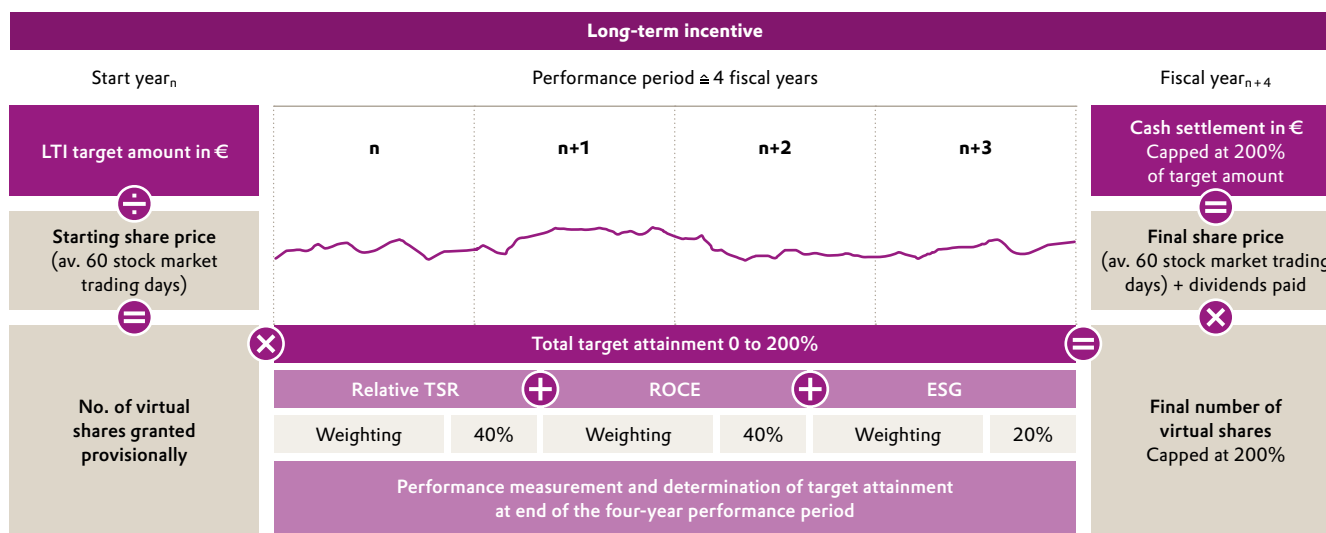 Long-term incentive
Start yearₙ
Performance period ≙ 4 fiscal years
Fiscal yearₙ₊₄
LTI target amount in €
÷
Starting share price
(av. 60 stock market
trading days)
=
No. of virtual
shares granted
provisionally
×
n
n+1
n+2
n+3
Total target attainment 0 to 200%
Relative TSR
+
ROCE
+
ESG
Weighting
40%
Weighting
40%
Weighting
20%
Performance measurement and determination of target attainment
at end of the four-year performance period
=
Cash settlement in €
Capped at 200%
of target amount
=
Final share price
(av. 60 stock market trading
days) + dividends paid
×
Final number of
virtual shares
Capped at 200%